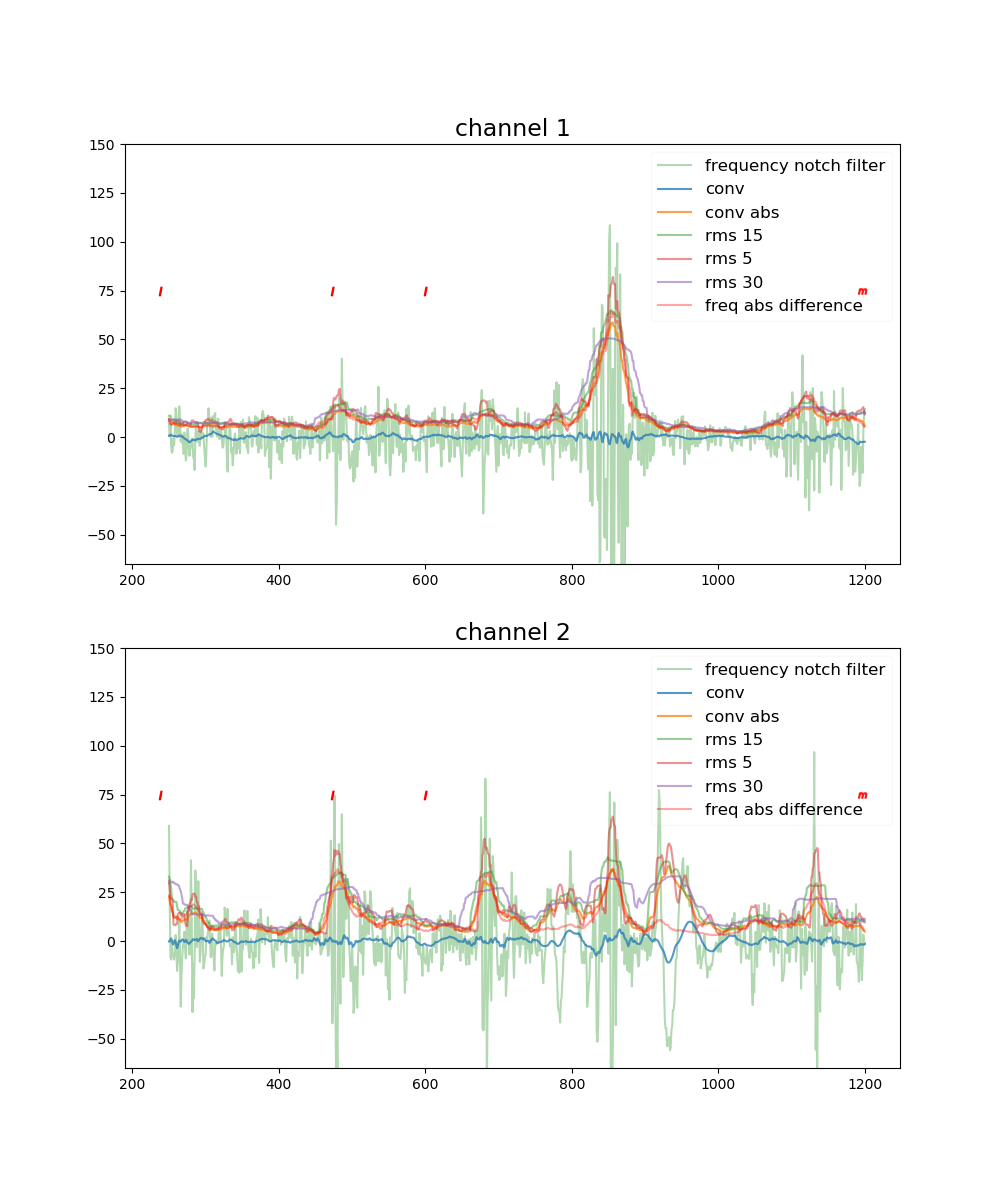 channel 1
150
125
100
75
50
25
0
−25
−50
frequency notch filter
conv
conv abs
rms 15
rms 5
rms 30
freq abs difference
l
l
l
m
200
400
600
800
1000
1200
channel 2
150
125
100
75
50
25
0
−25
−50
frequency notch filter
conv
conv abs
rms 15
rms 5
rms 30
freq abs difference
l
l
l
m
200
400
600
800
1000
1200